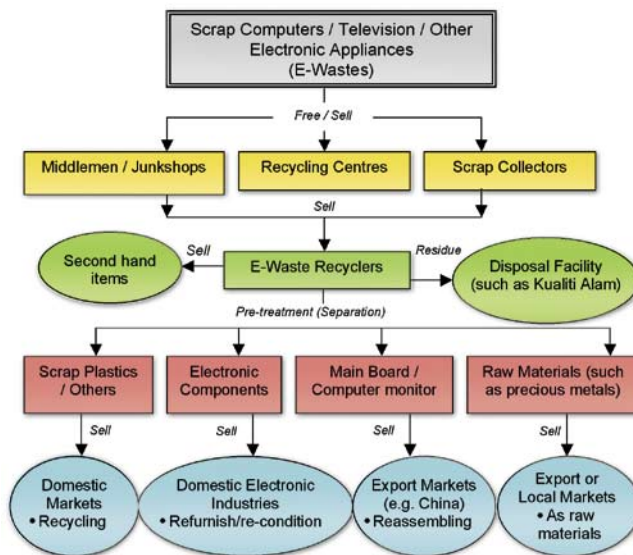 Scrap Computers / Television / Other
Electronic Appliances
(E-Wastes)
Free / Sell
Middlemen / Junkshops
Recycling Centres
Scrap Collectors
Sell
Second hand
items
Sell
E-Waste Recyclers
Residue
Disposal Facility
(such as Kualiti Alam)
Pre-treatment (Separation)
Scrap Plastics
/ Others
Electronic
Components
Main Board /
Computer monitor
Raw Materials (such
as precious metals)
Sell
Sell
Sell
Sell
Domestic
Markets
• Recycling
Domestic Electronic
Industries
• Refurnish/re-condition
Export Markets
(e.g. China)
• Reassembling
Export or
Local Markets
• As raw
materials